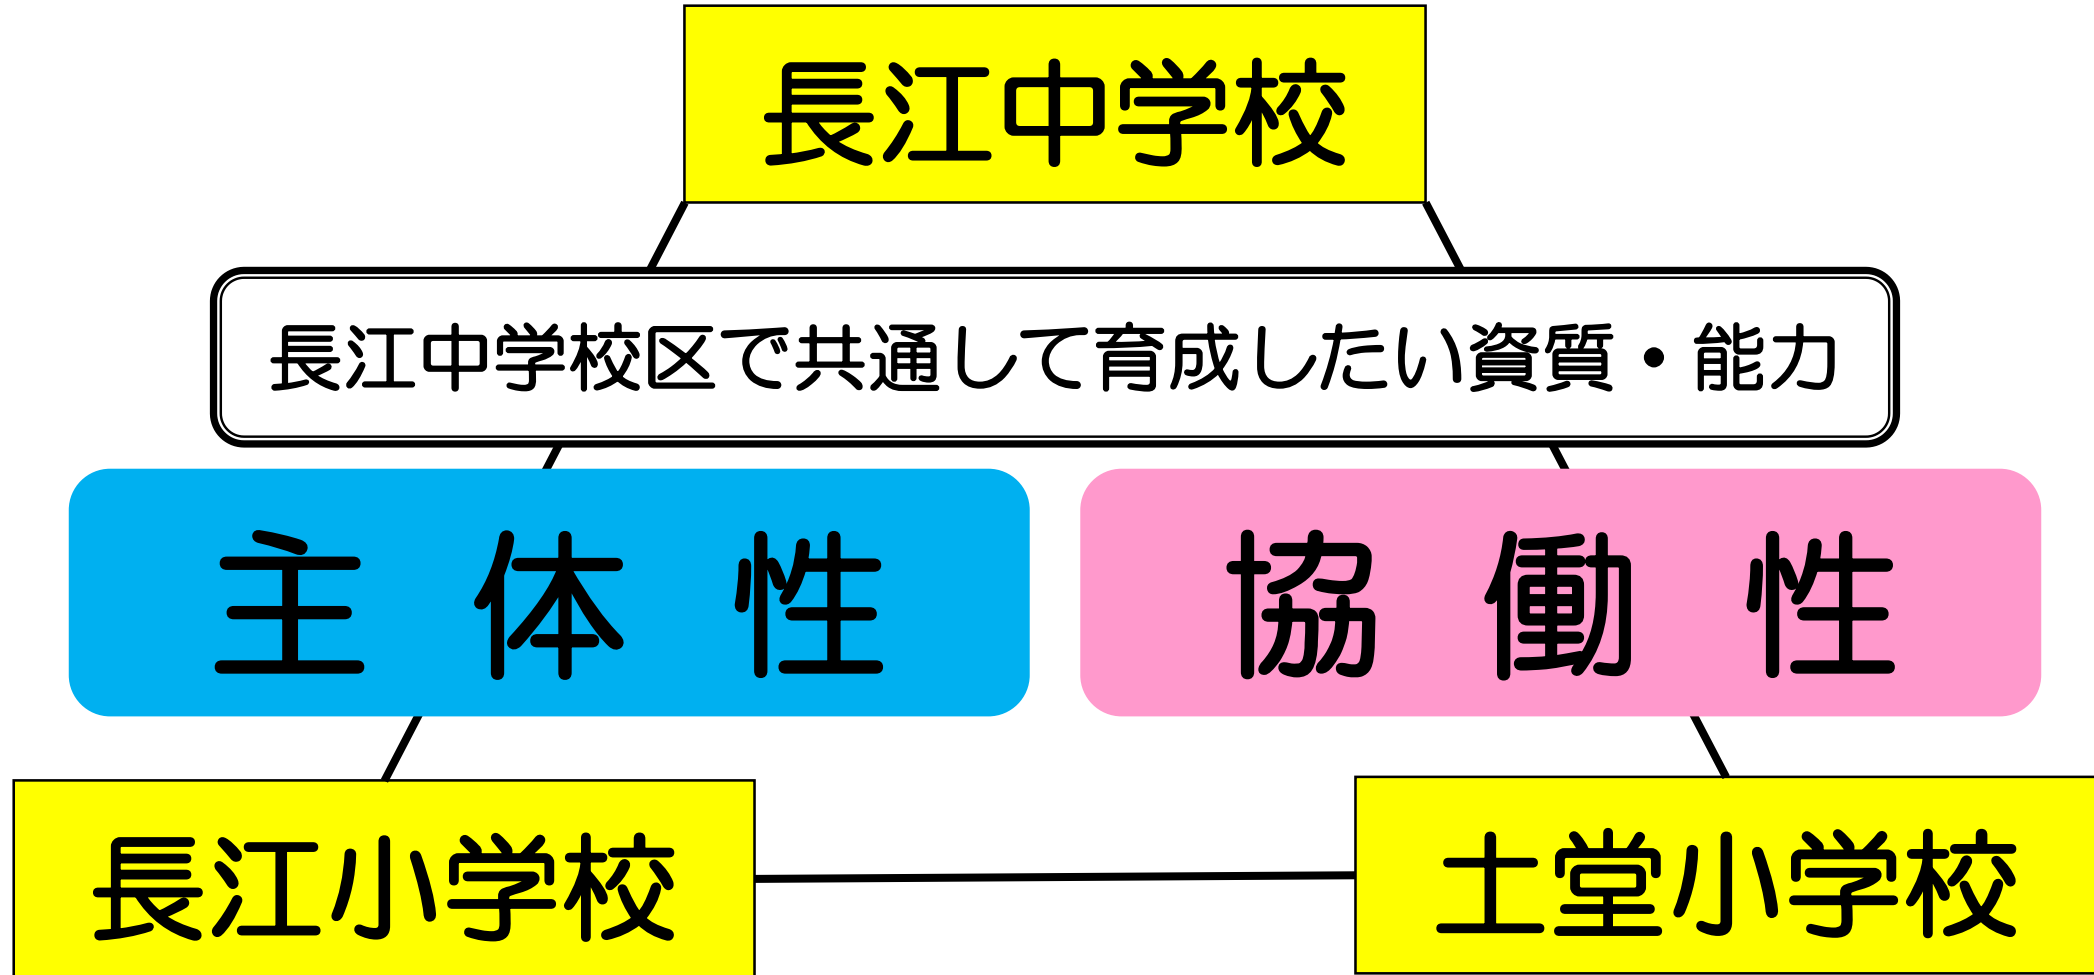 長江中学校
長江中学校区で共通して育成したい資質・能力
主体性
協働性
長江小学校
土堂小学校